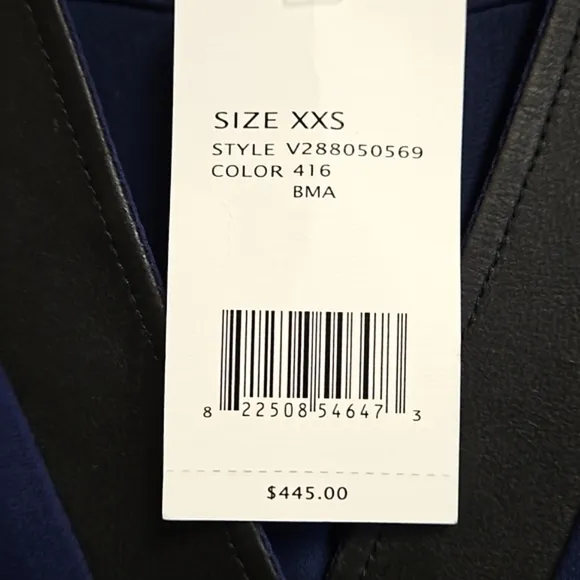 SIZE XXS
STYLE V288050569
COLOR 416
BMA
8 22508 54647 3
$445.00